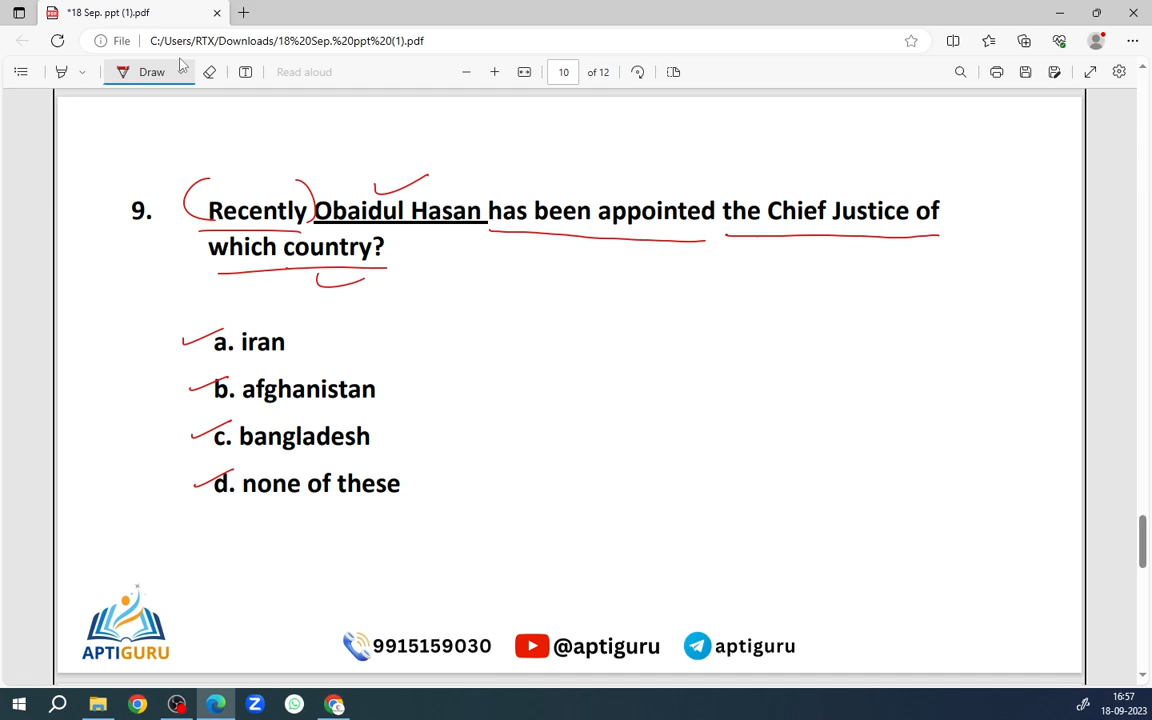 *18 Sep. ppt (1).pdf
File
C:/Users/RTX/Downloads/18%20Sep.%20ppt%20(1).pdf
Draw
Read aloud
10
of 12
9. Recently Obaidul Hasan has been appointed the Chief Justice of
which country?
a. iran
b. afghanistan
c. bangladesh
d. none of these
APTIGURU
9915159030
@aptiguru
aptiguru
16:57
18-09-2023